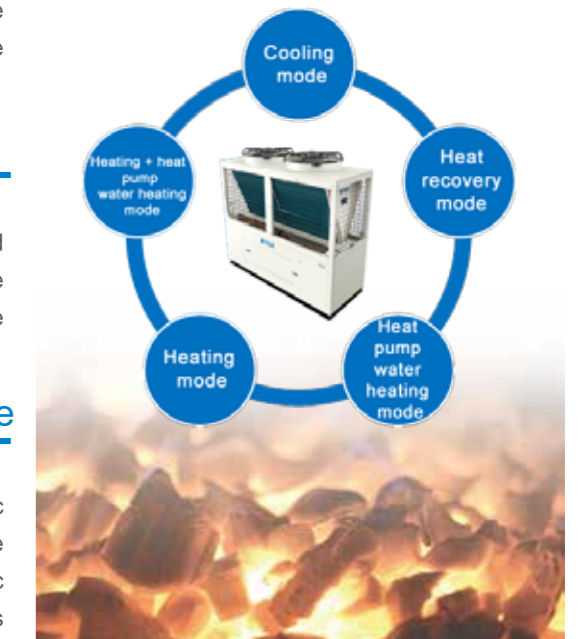 e
e
Cooling
mode
Heating + heat
pump
water heating
mode
Heat
recovery
mode
d
e
e
Heat
pump
water
heating
mode
Heating
mode
e
c
e
c
s